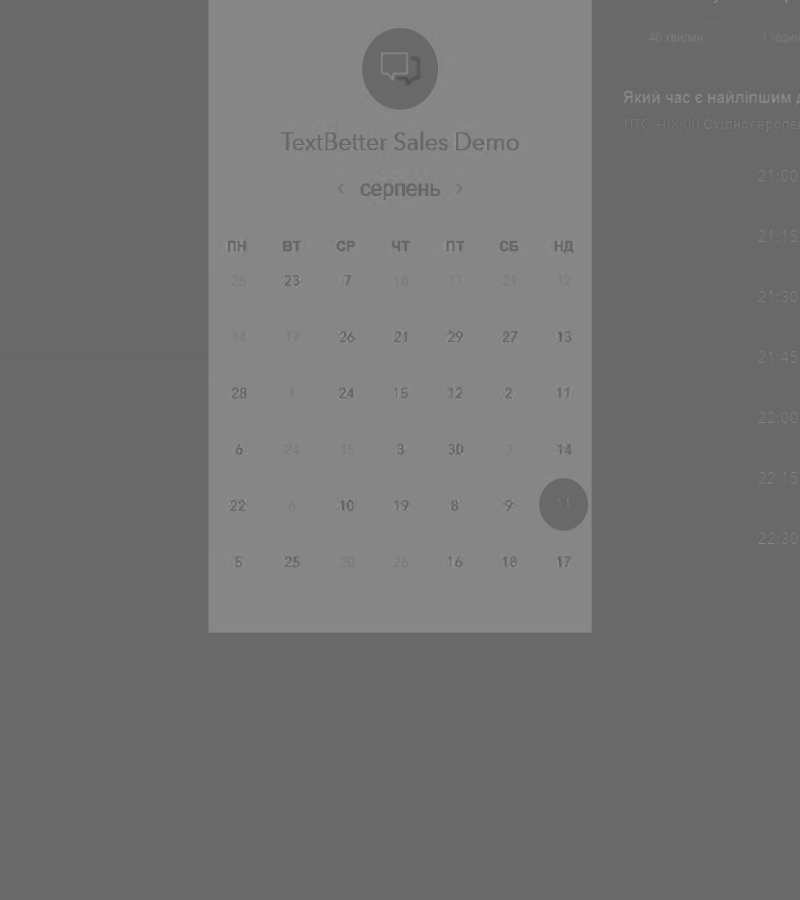 TextBetter Sales Demo
‹ серпень ›
ПН ВТ СР ЧТ ПТ СБ НД
26 23 7 18 11 21 12
14 17 26 21 29 27 13
28 1 24 15 12 2 11
6 24 15 3 30 7 14
22 6 10 19 8 9 11
5 25 20 26 16 18 17
40 хвилин 1 годин
Який час є найліпшим д
UTC −03:00 Східноєвропе
21:00
21:15
21:30
21:45
22:00
22:15
22:30